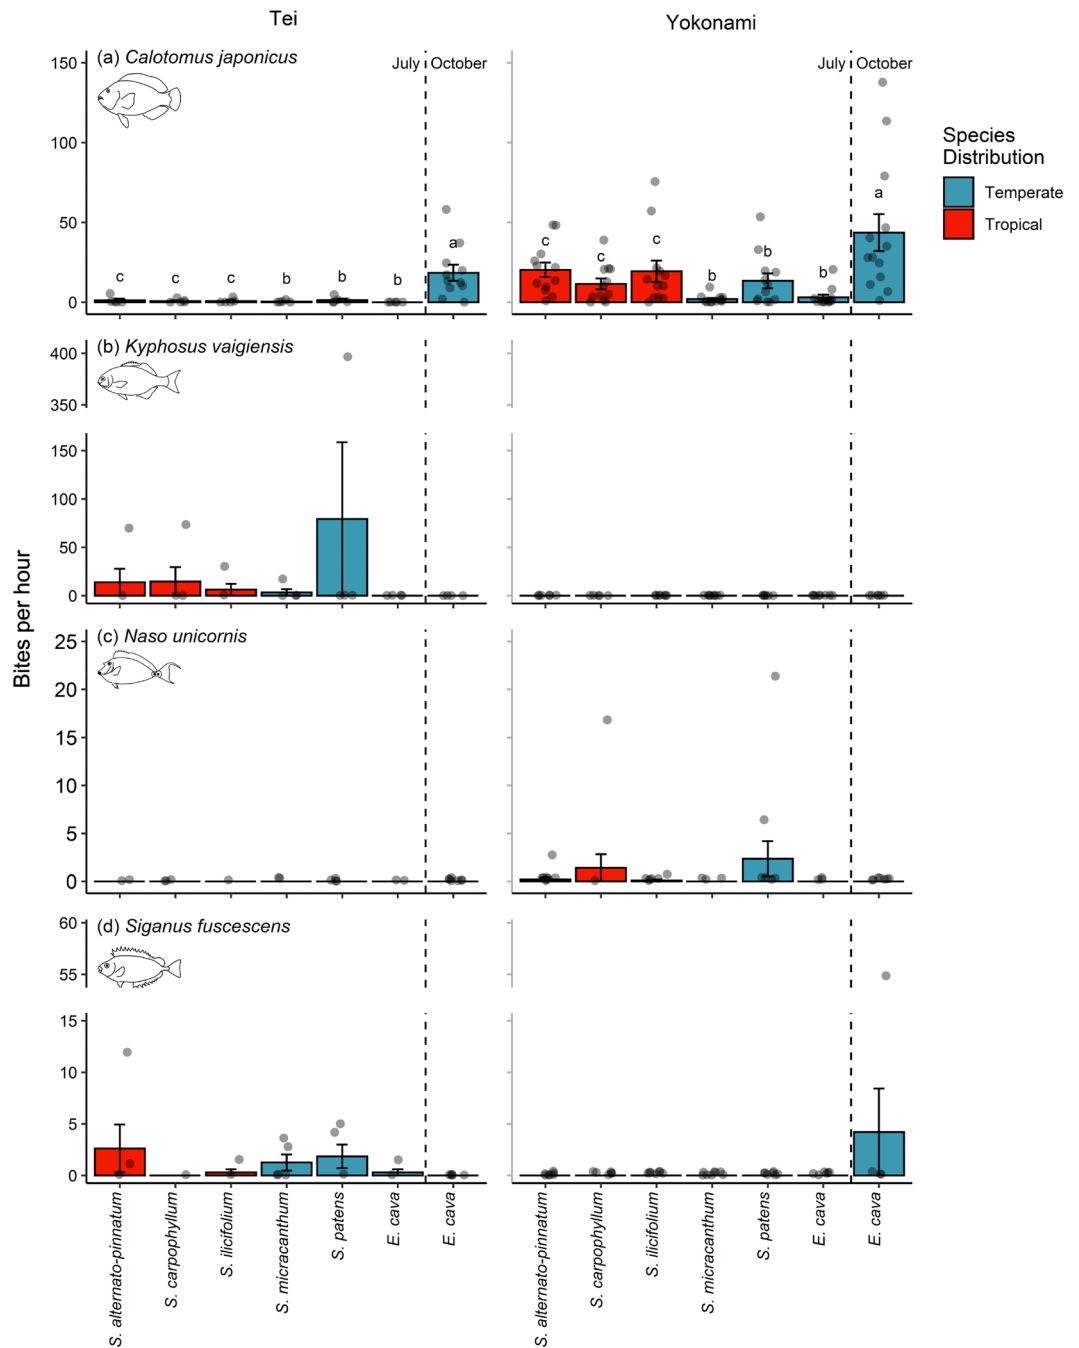 Tei
Yokonami
(a) Calotomus japonicus
July
October
July
October
150
100
50
0
c
c
c
b
b
b
a
c
c
c
b
b
b
a
Species
Distribution
Temperate
Tropical
(b) Kyphosus vaigiensis
400
350
150
100
50
0
Bites per hour
(c) Naso unicornis
25
20
15
10
5
0
(d) Siganus fuscescens
60
55
15
10
5
0
S. alternato-pinnatum
S. carpophyllum
S. ilicifolium
S. micracanthum
S. patens
E. cava
E. cava
S. alternato-pinnatum
S. carpophyllum
S. ilicifolium
S. micracanthum
S. patens
E. cava
E. cava